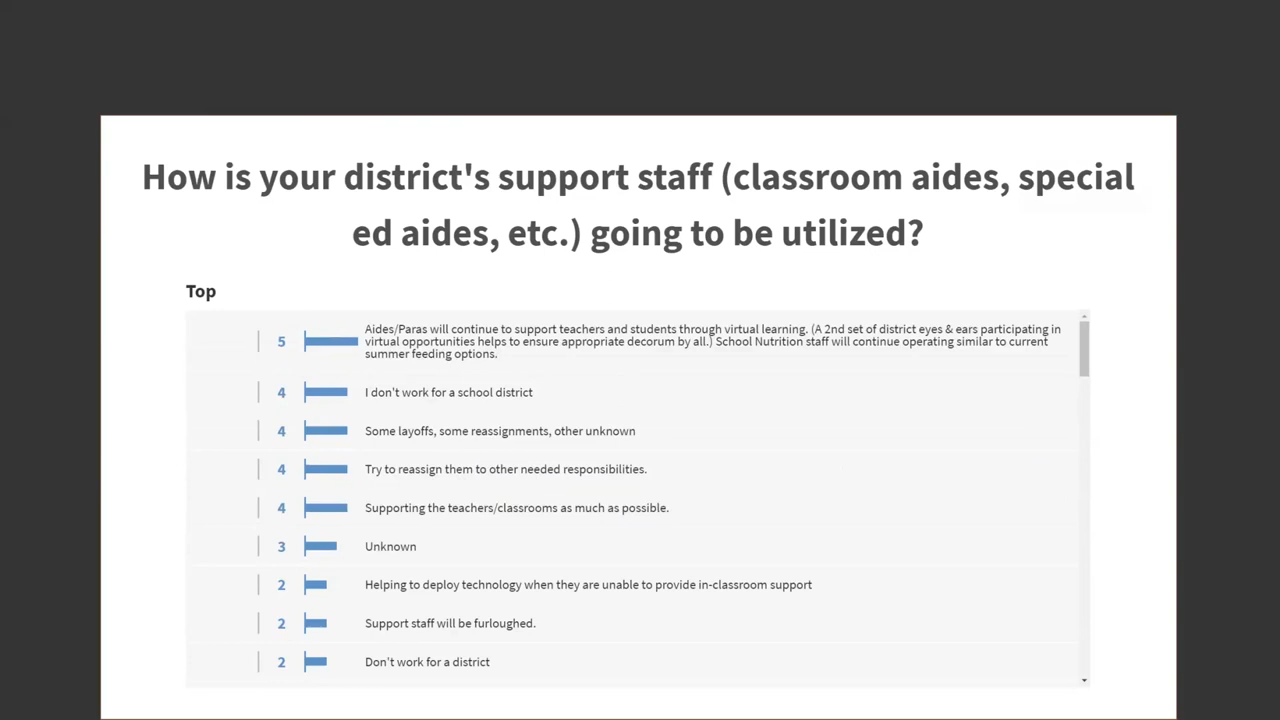 How is your district's support staff (classroom aides, special
ed aides, etc.) going to be utilized?
Top
5 Aides/Paras will continue to support teachers and students through virtual learning. (A 2nd set of district eyes & ears participating in
virtual opportunities helps to ensure appropriate decorum by all.) School Nutrition staff will continue operating similar to current
summer feeding options.
4 I don't work for a school district
4 Some layoffs, some reassignments, other unknown
4 Try to reassign them to other needed responsibilities.
4 Supporting the teachers/classrooms as much as possible.
3 Unknown
2 Helping to deploy technology when they are unable to provide in-classroom support
2 Support staff will be furloughed.
2 Don't work for a district